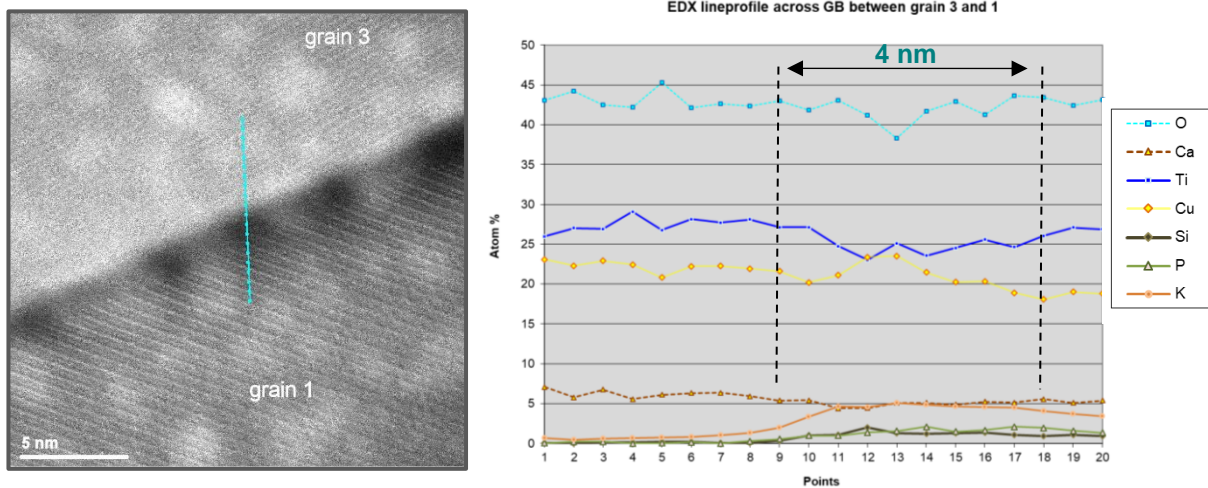 grain 3
grain 1
5 nm
EDX lineprofile across GB between grain 3 and 1
4 nm
50
45
40
35
30
25
20
15
10
5
0
Atom %
1 2 3 4 5 6 7 8 9 10 11 12 13 14 15 16 17 18 19 20
Points
O
Ca
Ti
Cu
Si
P
K